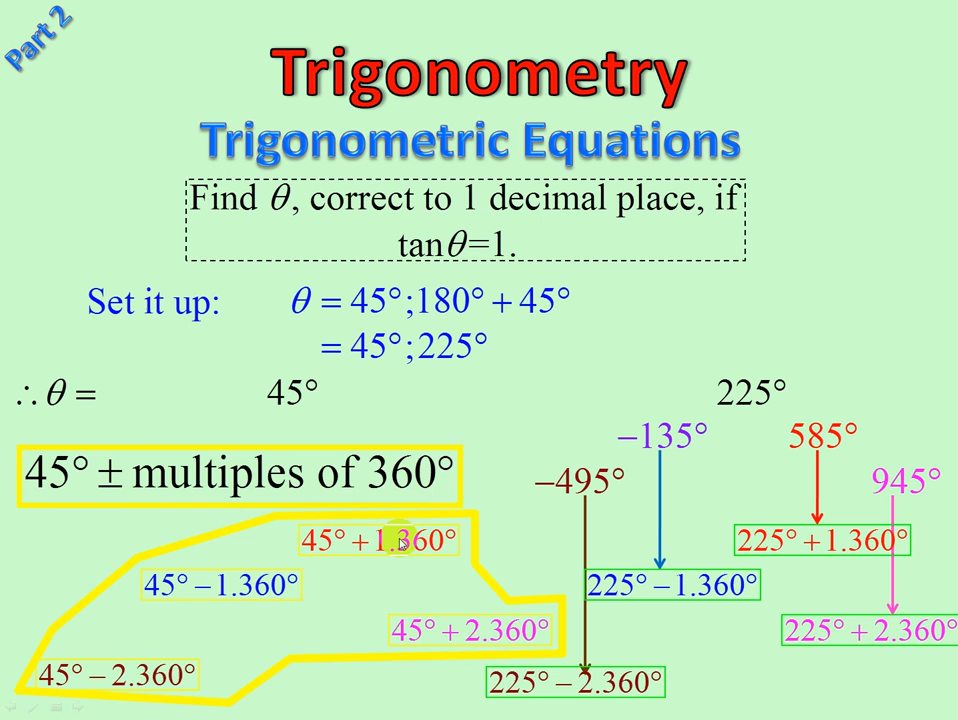 Part 2
Trigonometry
Trigonometric Equations
Find θ, correct to 1 decimal place, if
tanθ=1.
Set it up: θ = 45°;180° + 45°
= 45°;225°
∴ θ = 45° 225°
−135° 585°
45° ± multiples of 360° −495° 945°
45° + 1.360° 225° + 1.360°
45° − 1.360° 225° − 1.360°
45° + 2.360° 225° + 2.360°
45° − 2.360° 225° − 2.360°